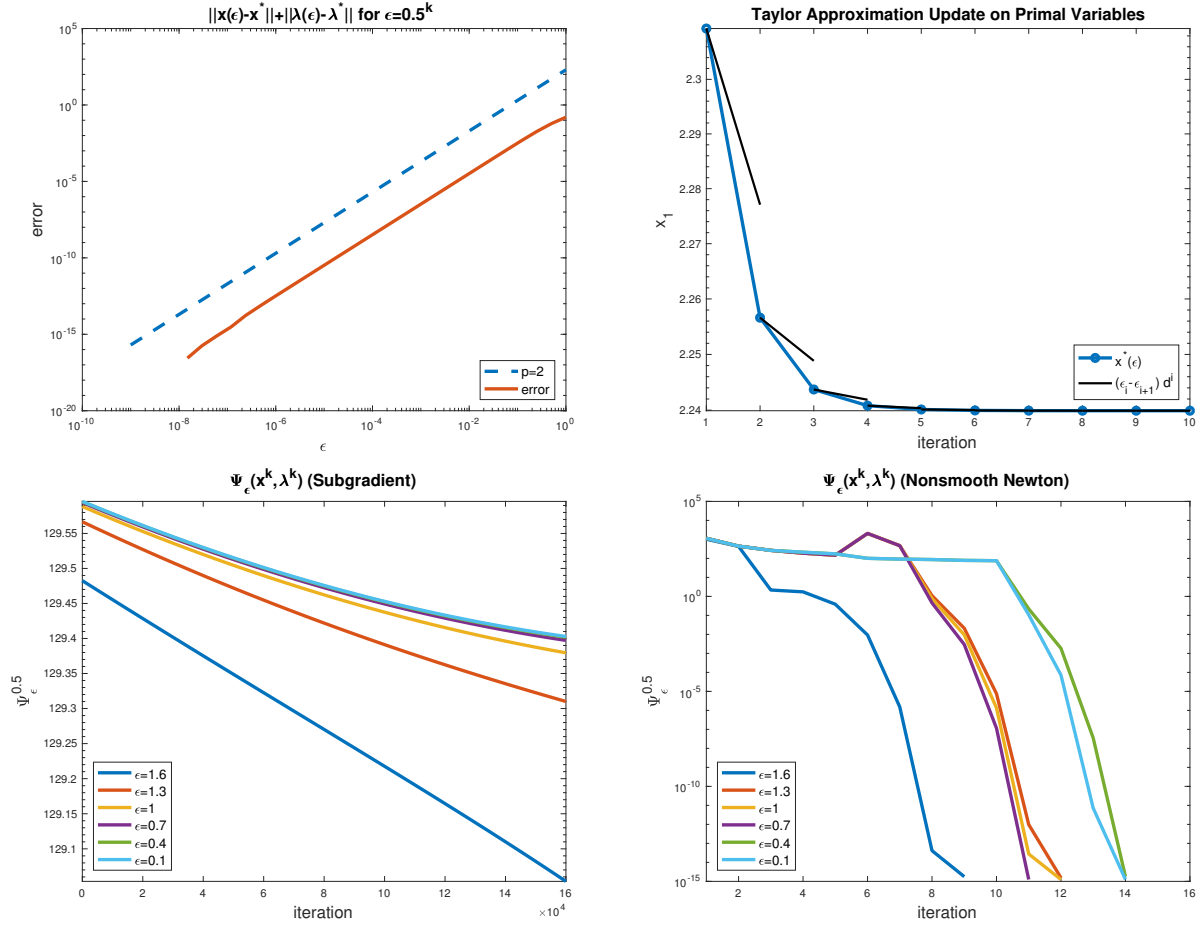 ||x(ϵ)-x*||+||λ(ϵ)-λ*|| for ϵ=0.5^k
10^5
10^0
10^-5
10^-10
10^-15
10^-20
error
10^-10
10^-8
10^-6
10^-4
10^-2
10^0
ϵ
p=2
error
Taylor Approximation Update on Primal Variables
2.3
2.29
2.28
2.27
2.26
2.25
2.24
x_1
1 2 3 4 5 6 7 8 9 10
iteration
x^*(ϵ)
(ϵ_i-ϵ_{i+1}) d^i
Ψ_ϵ(x^k,λ^k) (Subgradient)
129.55
129.5
129.45
129.4
129.35
129.3
129.25
129.2
129.15
129.1
Ψ_ϵ^0.5
0 2 4 6 8 10 12 14 16
iteration
×10^4
ϵ=1.6
ϵ=1.3
ϵ=1
ϵ=0.7
ϵ=0.4
ϵ=0.1
Ψ_ϵ(x^k,λ^k) (Nonsmooth Newton)
10^5
10^0
10^-5
10^-10
10^-15
Ψ_ϵ^0.5
2 4 6 8 10 12 14 16
iteration
ϵ=1.6
ϵ=1.3
ϵ=1
ϵ=0.7
ϵ=0.4
ϵ=0.1